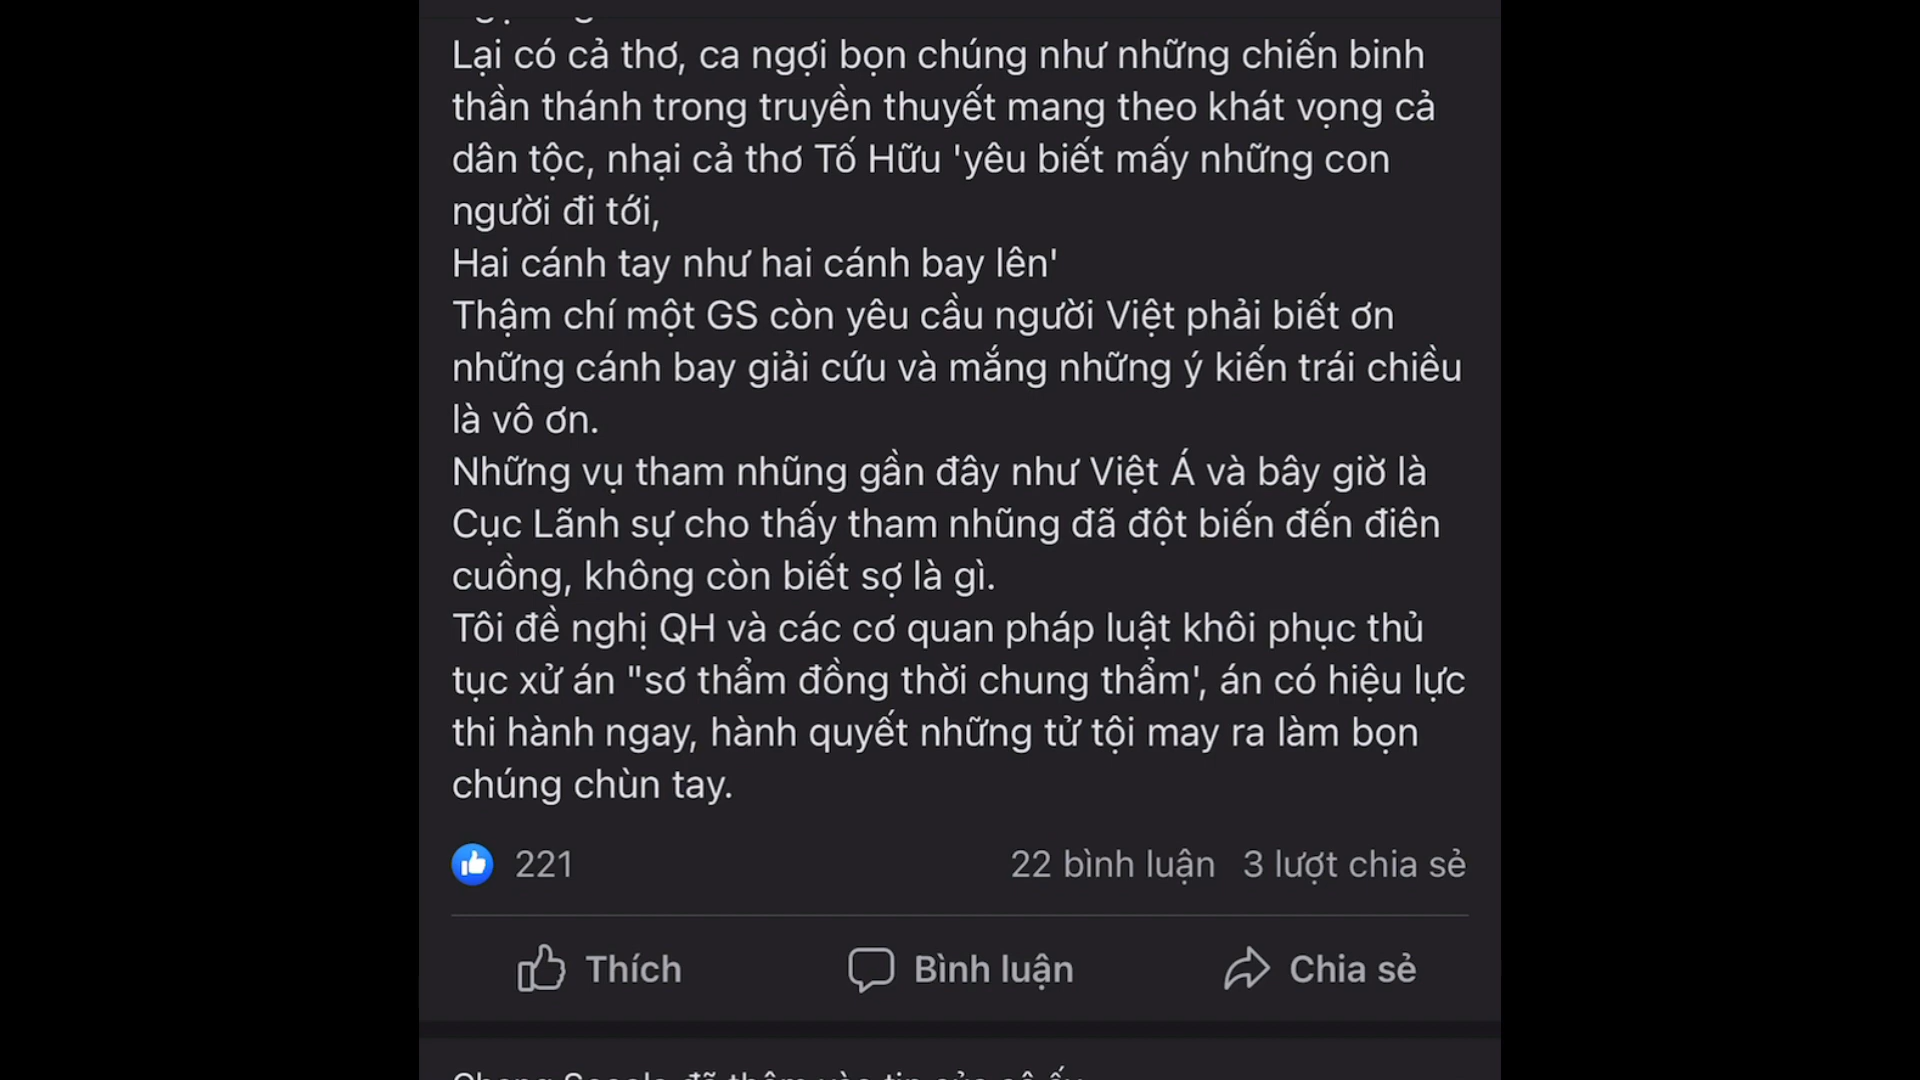 Lại có cả thơ, ca ngợi bọn chúng như những chiến binh
thần thánh trong truyền thuyết mang theo khát vọng cả
dân tộc, nhại cả thơ Tố Hữu 'yêu biết mấy những con
người đi tới,
Hai cánh tay như hai cánh bay lên'
Thậm chí một GS còn yêu cầu người Việt phải biết ơn
những cánh bay giải cứu và mắng những ý kiến trái chiều
là vô ơn.
Những vụ tham nhũng gần đây như Việt Á và bây giờ là
Cục Lãnh sự cho thấy tham nhũng đã đột biến đến điên
cuồng, không còn biết sợ là gì.
Tôi đề nghị QH và các cơ quan pháp luật khôi phục thủ
tục xử án "sơ thẩm đồng thời chung thẩm', án có hiệu lực
thi hành ngay, hành quyết những tử tội may ra làm bọn
chúng chùn tay.
221 22 bình luận 3 lượt chia sẻ
Thích Bình luận Chia sẻ